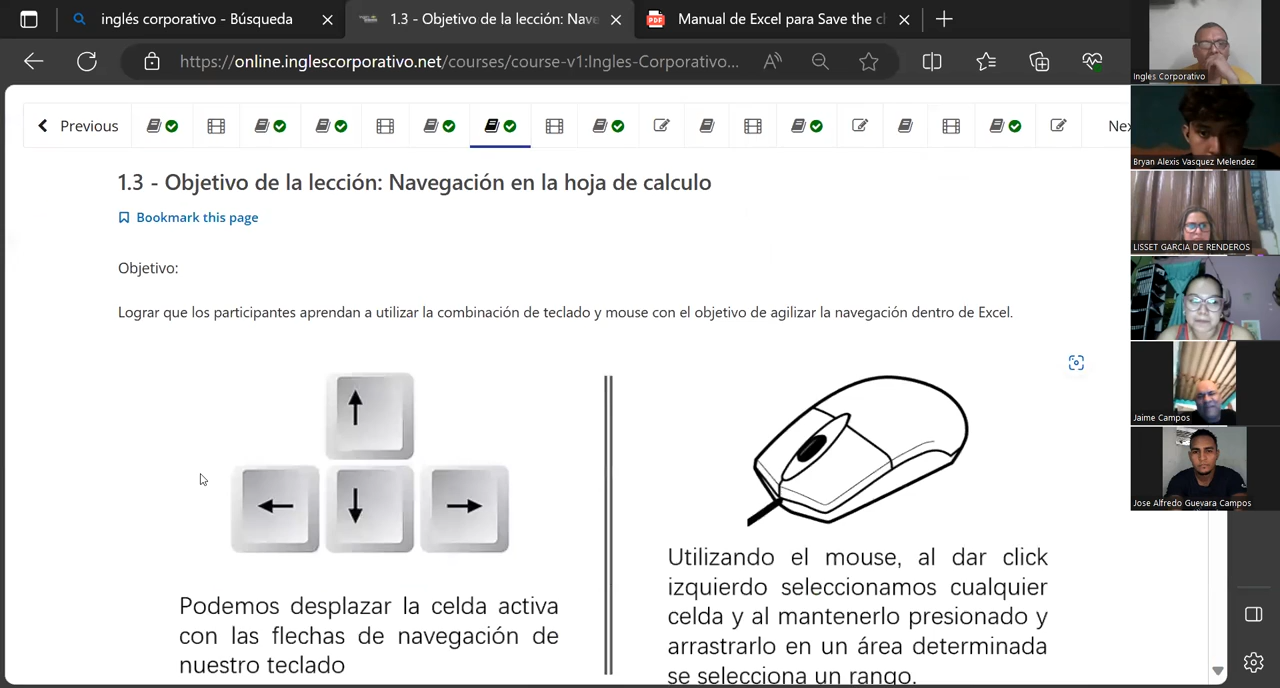 inglés corporativo - Búsqueda
1.3 - Objetivo de la lección: Nave
PDF
Manual de Excel para Save the cl
https://online.inglescorporativo.net/courses/course-v1:Ingles-Corporativo...
Previous
Nex
1.3 - Objetivo de la lección: Navegación en la hoja de calculo
Bookmark this page
Objetivo:
Lograr que los participantes aprendan a utilizar la combinación de teclado y mouse con el objetivo de agilizar la navegación dentro de Excel.
Podemos desplazar la celda activa
con las flechas de navegación de
nuestro teclado
Utilizando el mouse, al dar click
izquierdo seleccionamos cualquier
celda y al mantenerlo presionado y
arrastrarlo en un área determinada
se selecciona un rango.
Ingles Corporativo
Bryan Alexis Vasquez Melendez
LISSET GARCIA DE RENDEROS
Jaime Campos
Jose Alfredo Guevara Campos